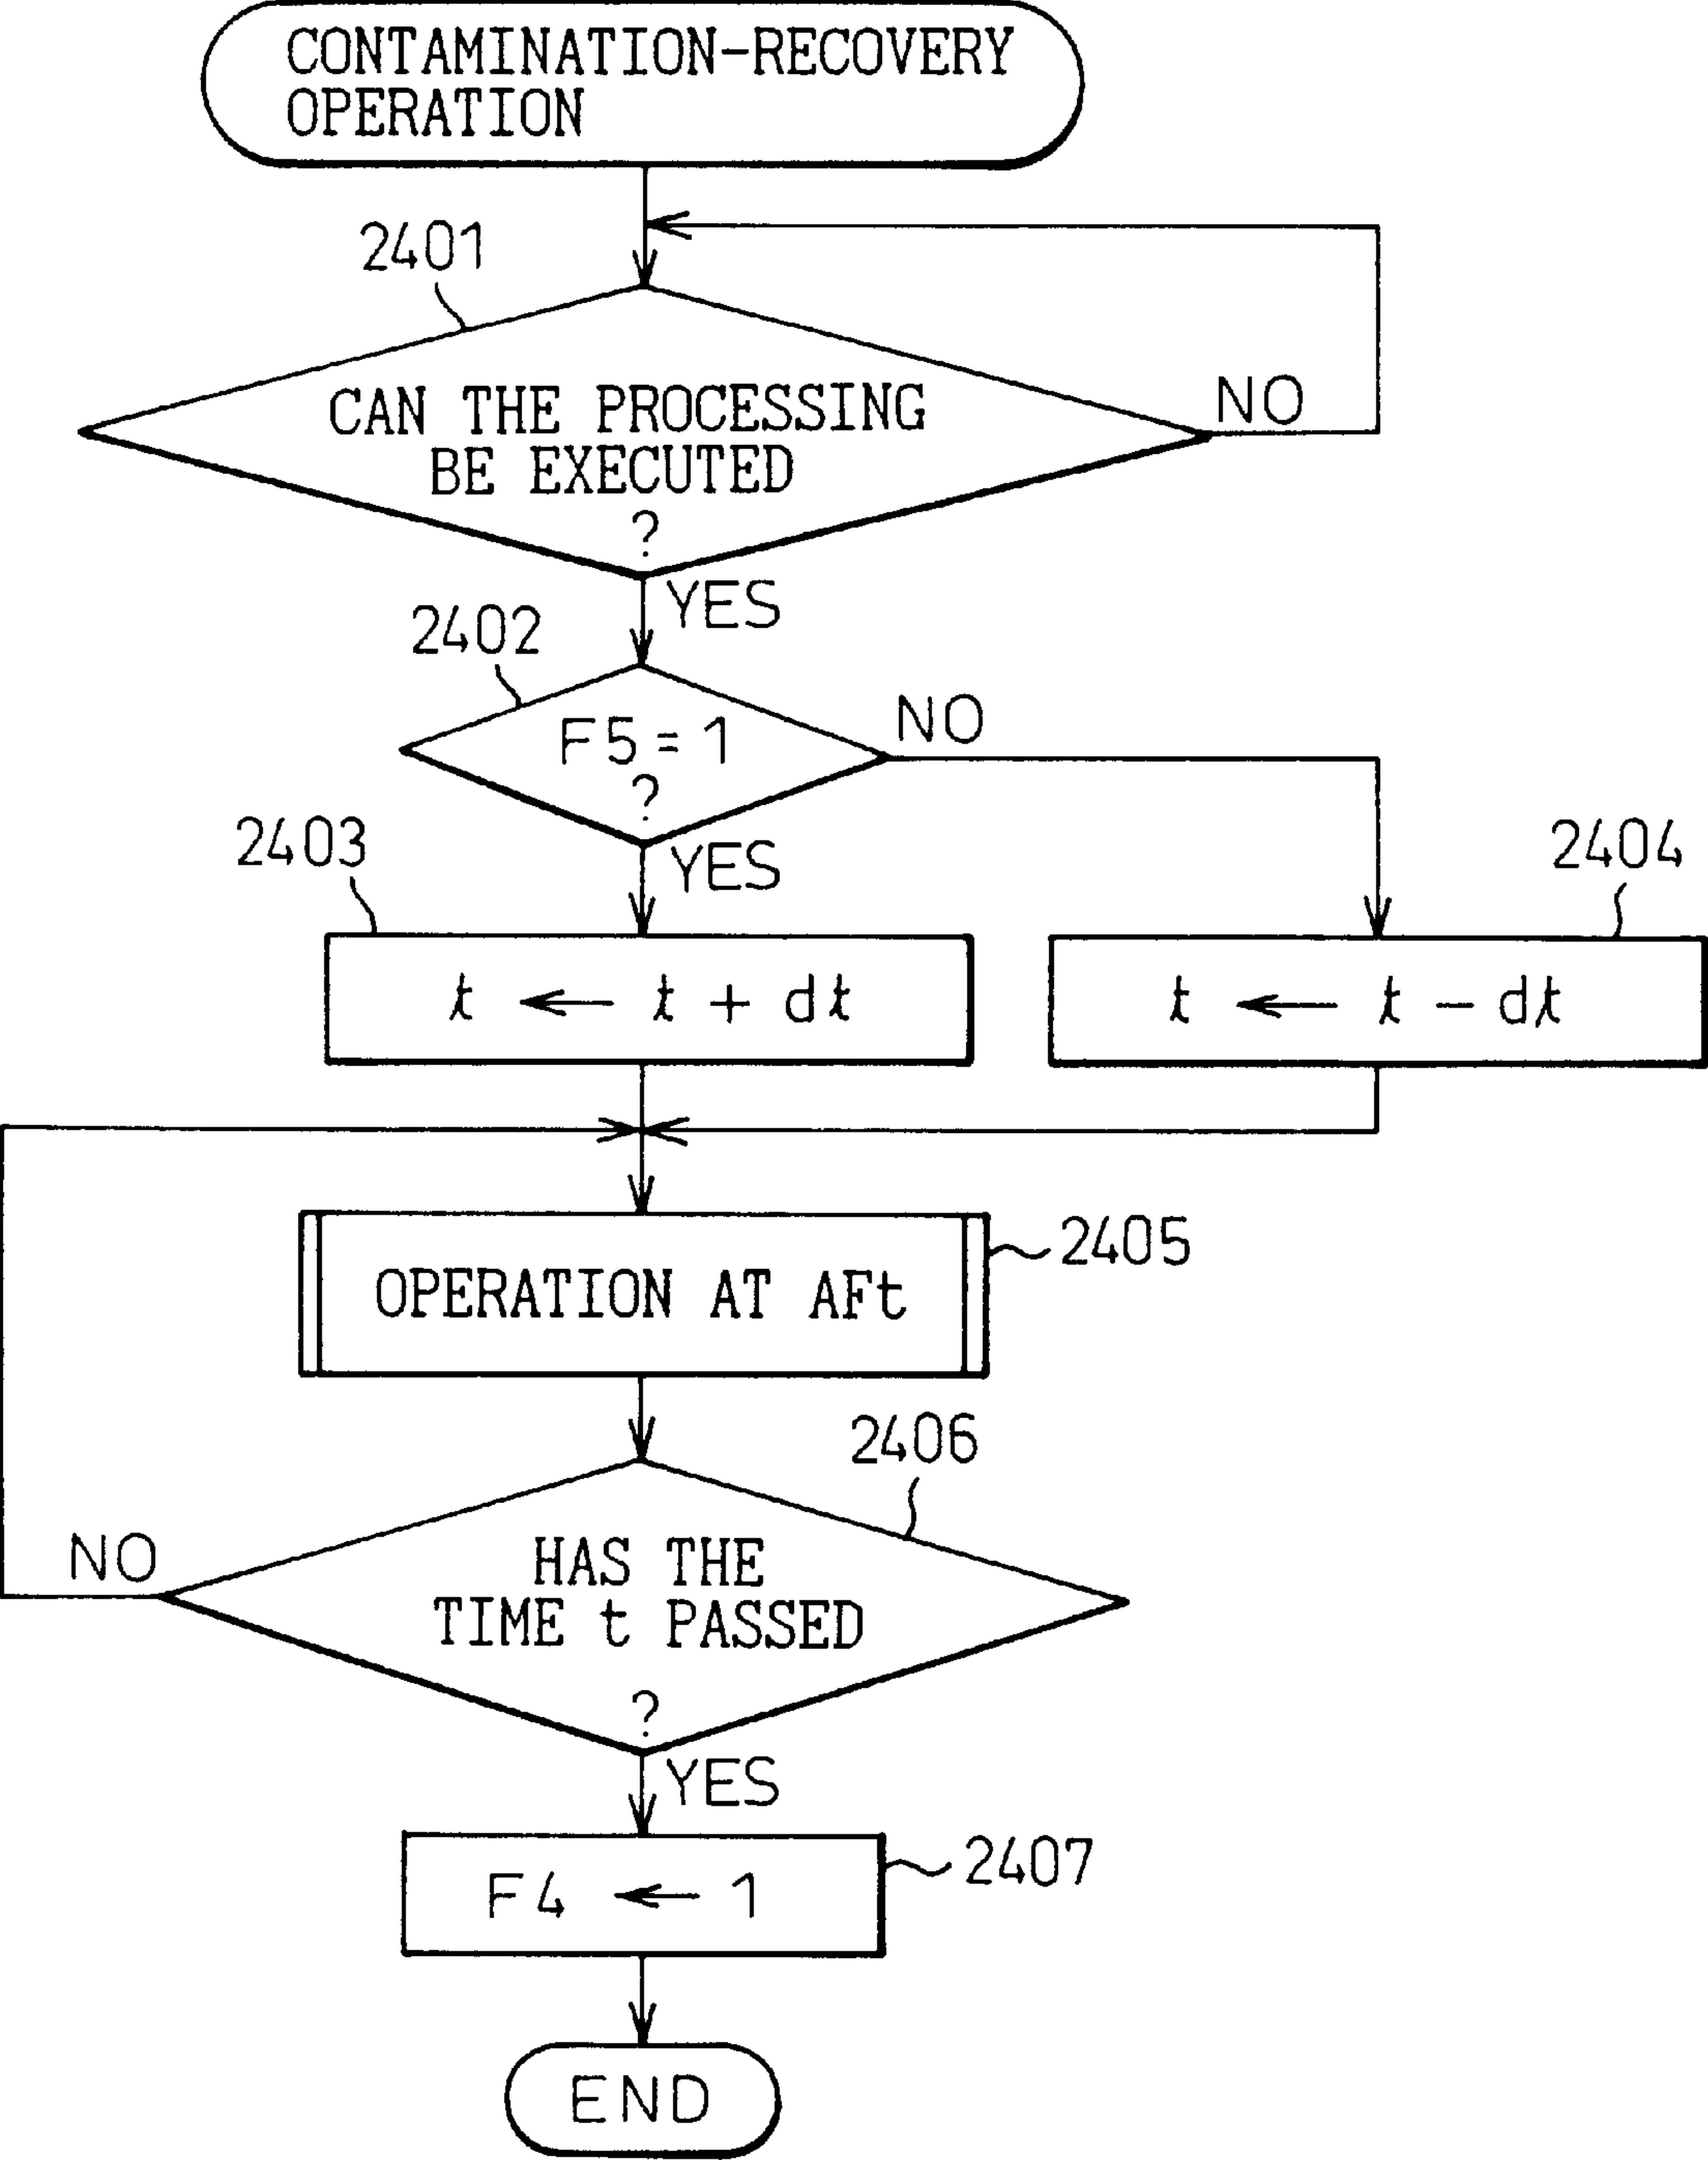 CONTAMINATION-RECOVERY
OPERATION
2401
CAN THE PROCESSING
BE EXECUTED
?
NO
YES
2402
F5=1
?
NO
YES
2403
t ← t + dt
2404
t ← t - dt
OPERATION AT AFt
2405
2406
HAS THE
TIME t PASSED
?
NO
YES
F4 ← 1
2407
END